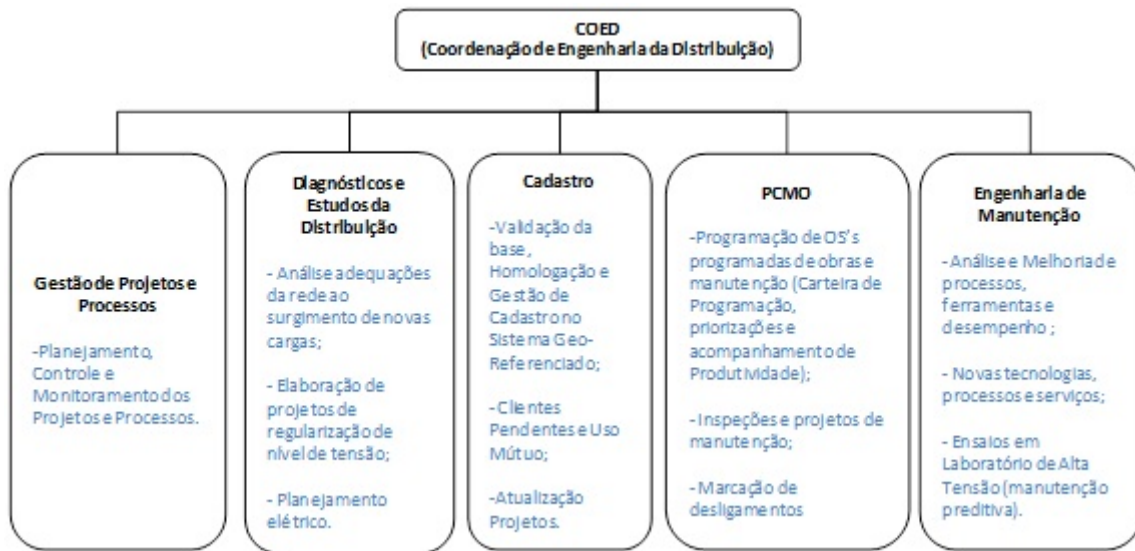 COED
(Coordenação de Engenharia da Distribuição)
Gestão de Projetos e
Processos
-Planejamento,
Controle e
Monitoramento dos
Projetos e Processos.
Diagnósticos e
Estudos da
Distribuição
- Análise adequações
da rede ao
surgimento de novas
cargas;
- Elaboração de
projetos de
regularização de
nível de tensão;
- Planejamento
elétrico.
Cadastro
-Validação da
base,
Homologação e
Gestão de
Cadastro no
Sistema Geo-
Referenciado;
- Clientes
Pendentes e Uso
Mútuo;
-Atualização
Projetos.
PCMO
-Programação de OS's
programadas de obras e
manutenção (Carteira de
Programação,
priorizações e
acompanhamento de
Produtividade);
- Inspeções e projetos de
manutenção;
- Marcação de
desligamentos
Engenharia de
Manutenção
-Análise e Melhoria de
processos,
ferramentas e
desempenho ;
- Novas tecnologias,
processos e serviços;
- Ensaios em
Laboratório de Alta
Tensão (manutenção
preditiva).